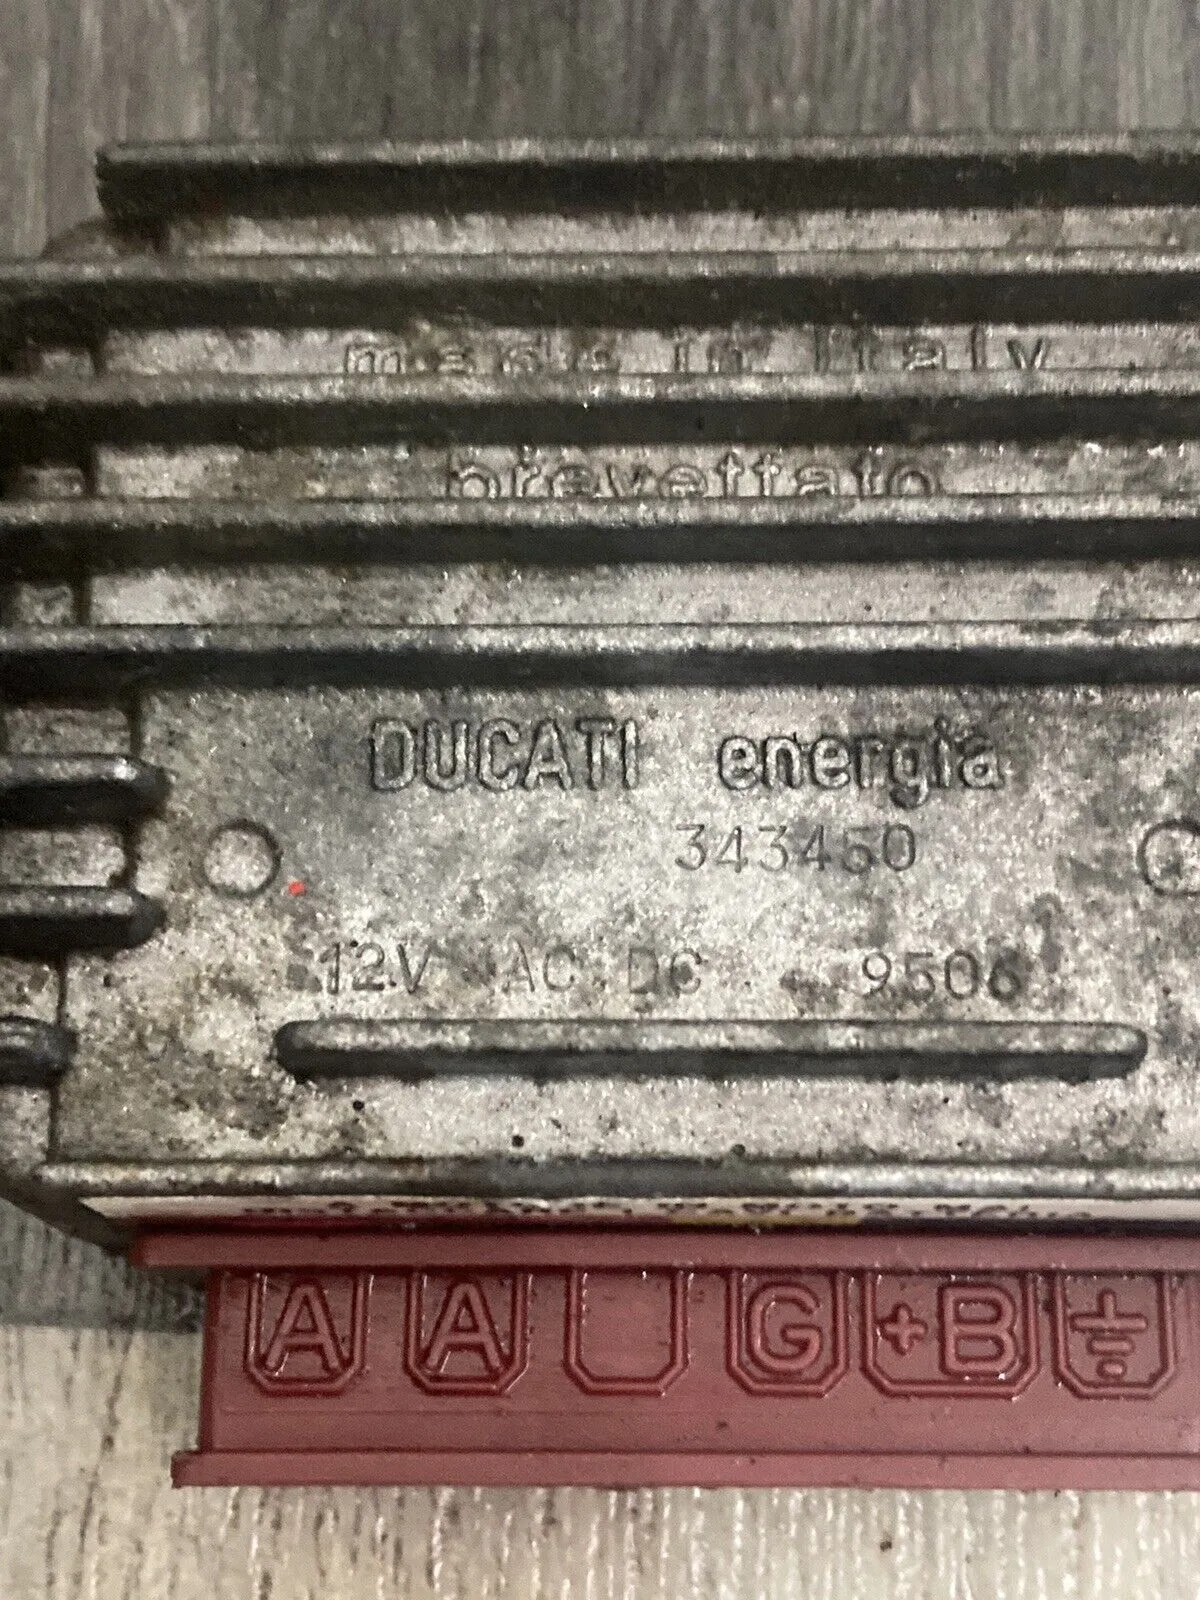 made in Italy
brevettato
DUCATI energia
343450
12V AC DC 9506
A A G +B